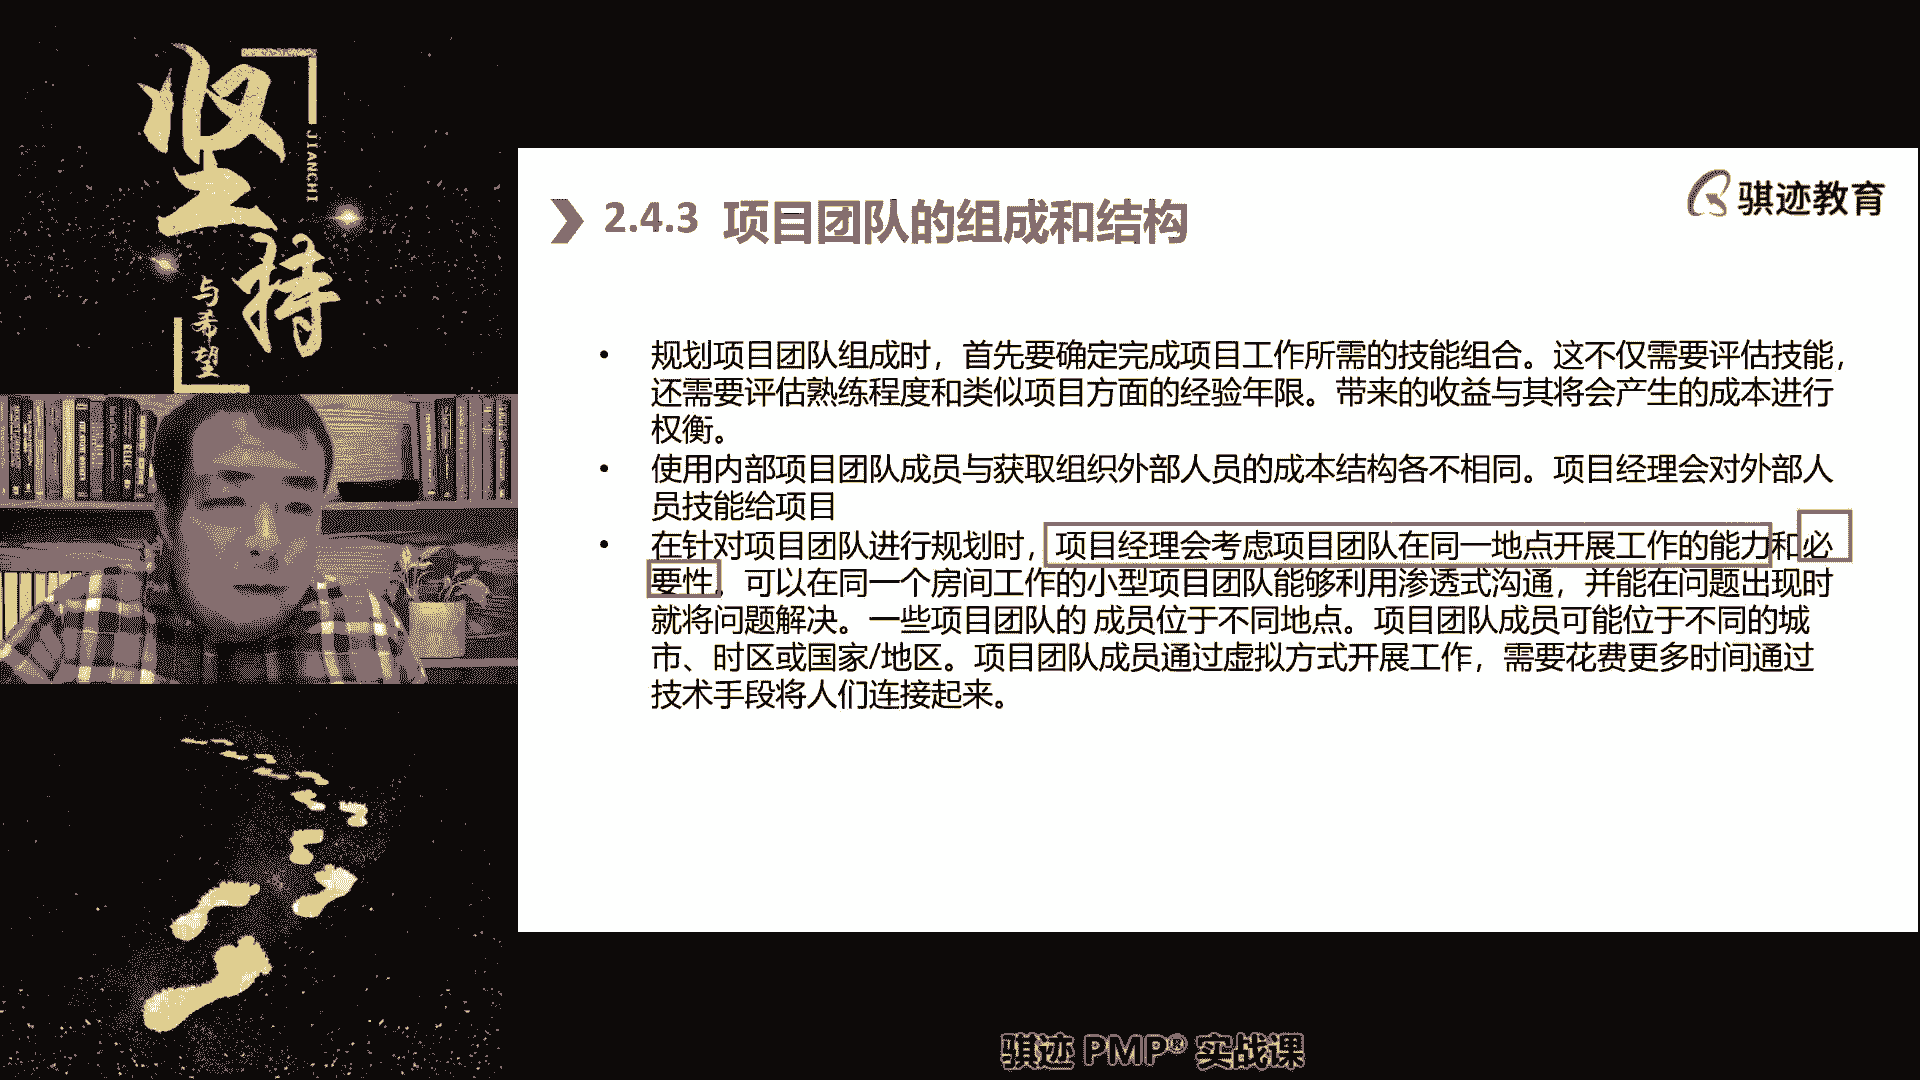 坚持
JIANCHI
与希望
骐迹教育
2.4.3 项目团队的组成和结构
• 规划项目团队组成时，首先要确定完成项目工作所需的技能组合。这不仅需要评估技能，
还需要评估熟练程度和类似项目方面的经验年限。带来的收益与其将会产生的成本进行
权衡。
• 使用内部项目团队成员与获取组织外部人员的成本结构各不相同。项目经理会对外部人
员技能给项目
• 在针对项目团队进行规划时，项目经理会考虑项目团队在同一地点开展工作的能力和必
要性。可以在同一个房间工作的小型项目团队能够利用渗透式沟通，并能在问题出现时
就将问题解决。一些项目团队的 成员位于不同地点。项目团队成员可能位于不同的城
市、时区或国家/地区。项目团队成员通过虚拟方式开展工作，需要花费更多时间通过
技术手段将人们连接起来。
骐迹 PMP® 实战课